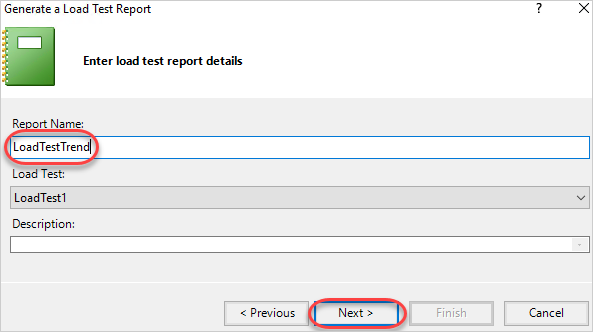 Generate a Load Test Report
Enter load test report details
Report Name:
LoadTestTrend
Load Test:
LoadTest1
Description:
< Previous Next > Finish Cancel